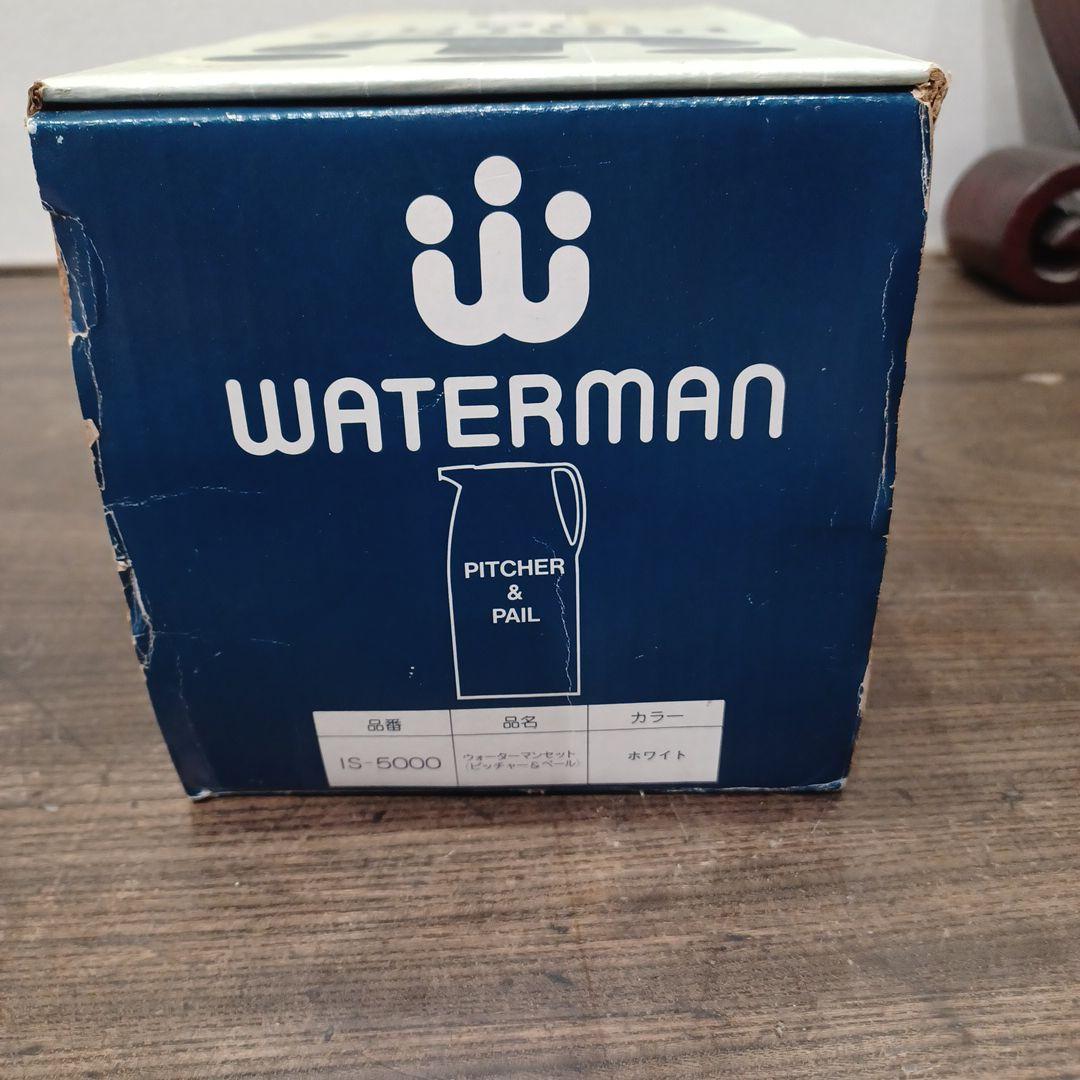 WATERMAN
PITCHER
&
PAIL
品番 品名 カラー
IS-5000 ウォーターマンセット ホワイト
(ピッチャー&ペール)